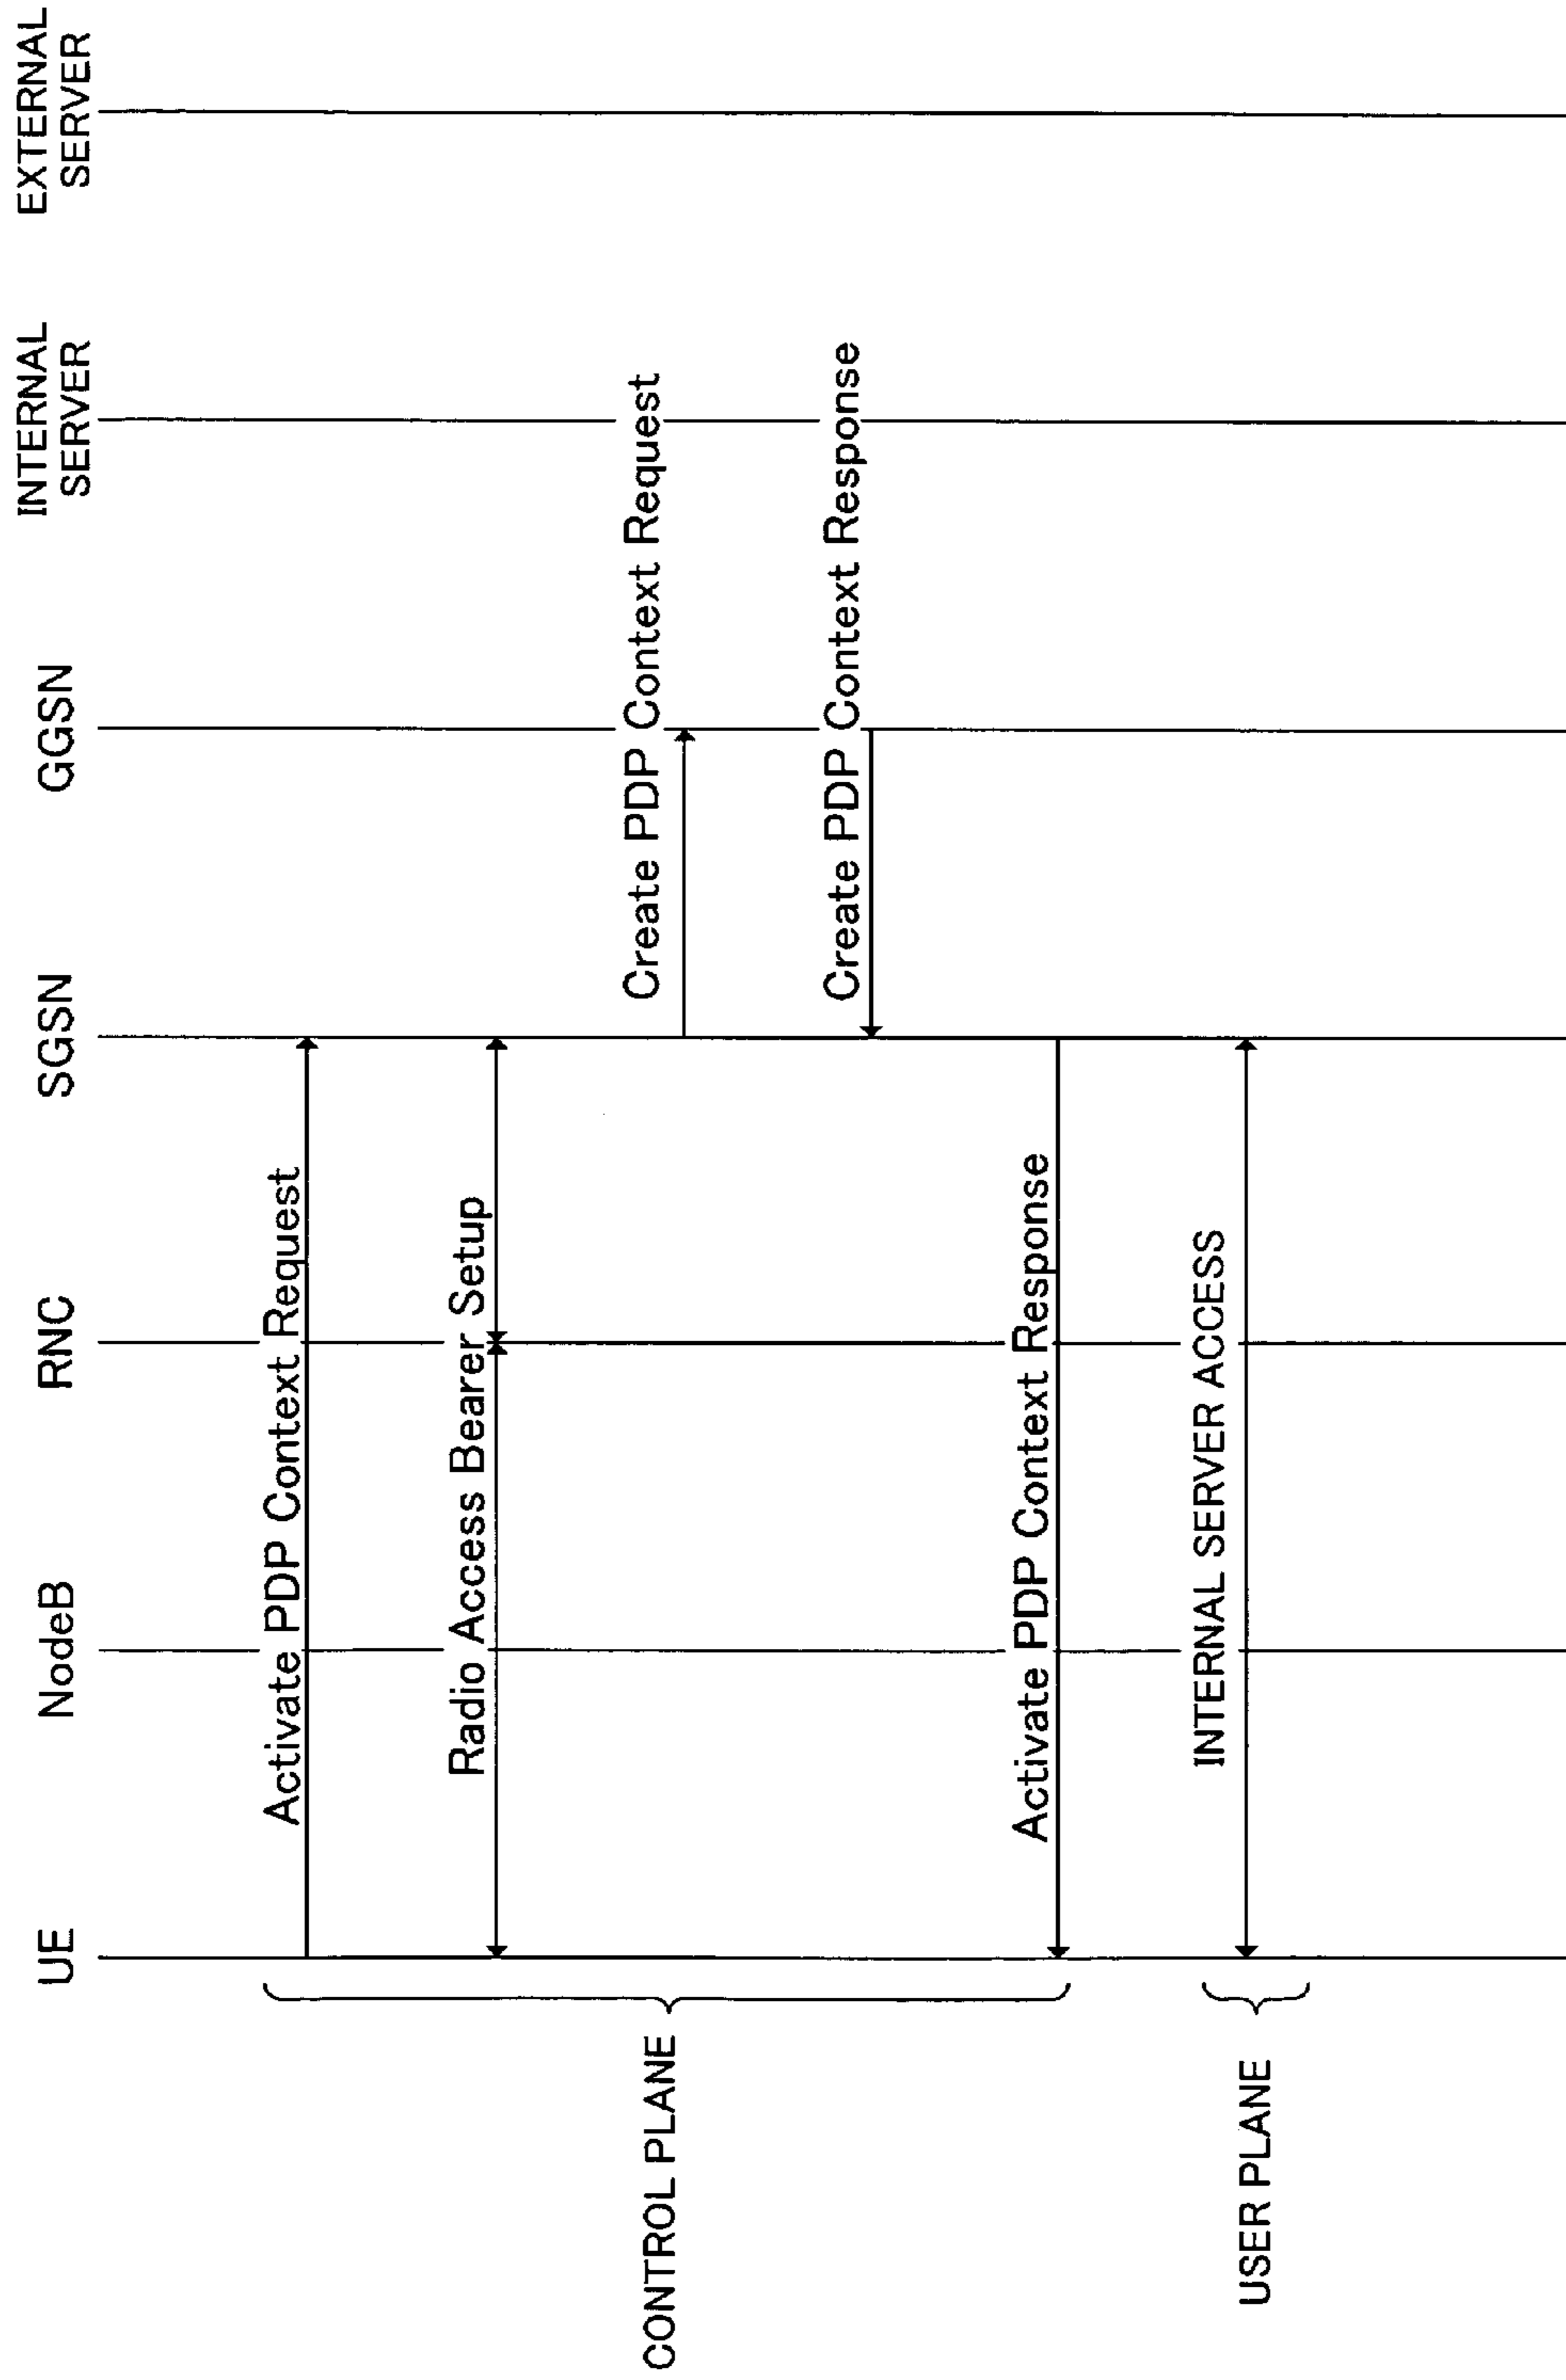 UE
NodeB
RNC
SGSN
GGSN
INTERNAL
SERVER
EXTERNAL
SERVER
Activate PDP Context Request
Radio Access Bearer Setup
Create PDP Context Request
Create PDP Context Response
Activate PDP Context Response
INTERNAL SERVER ACCESS
CONTROL PLANE
USER PLANE